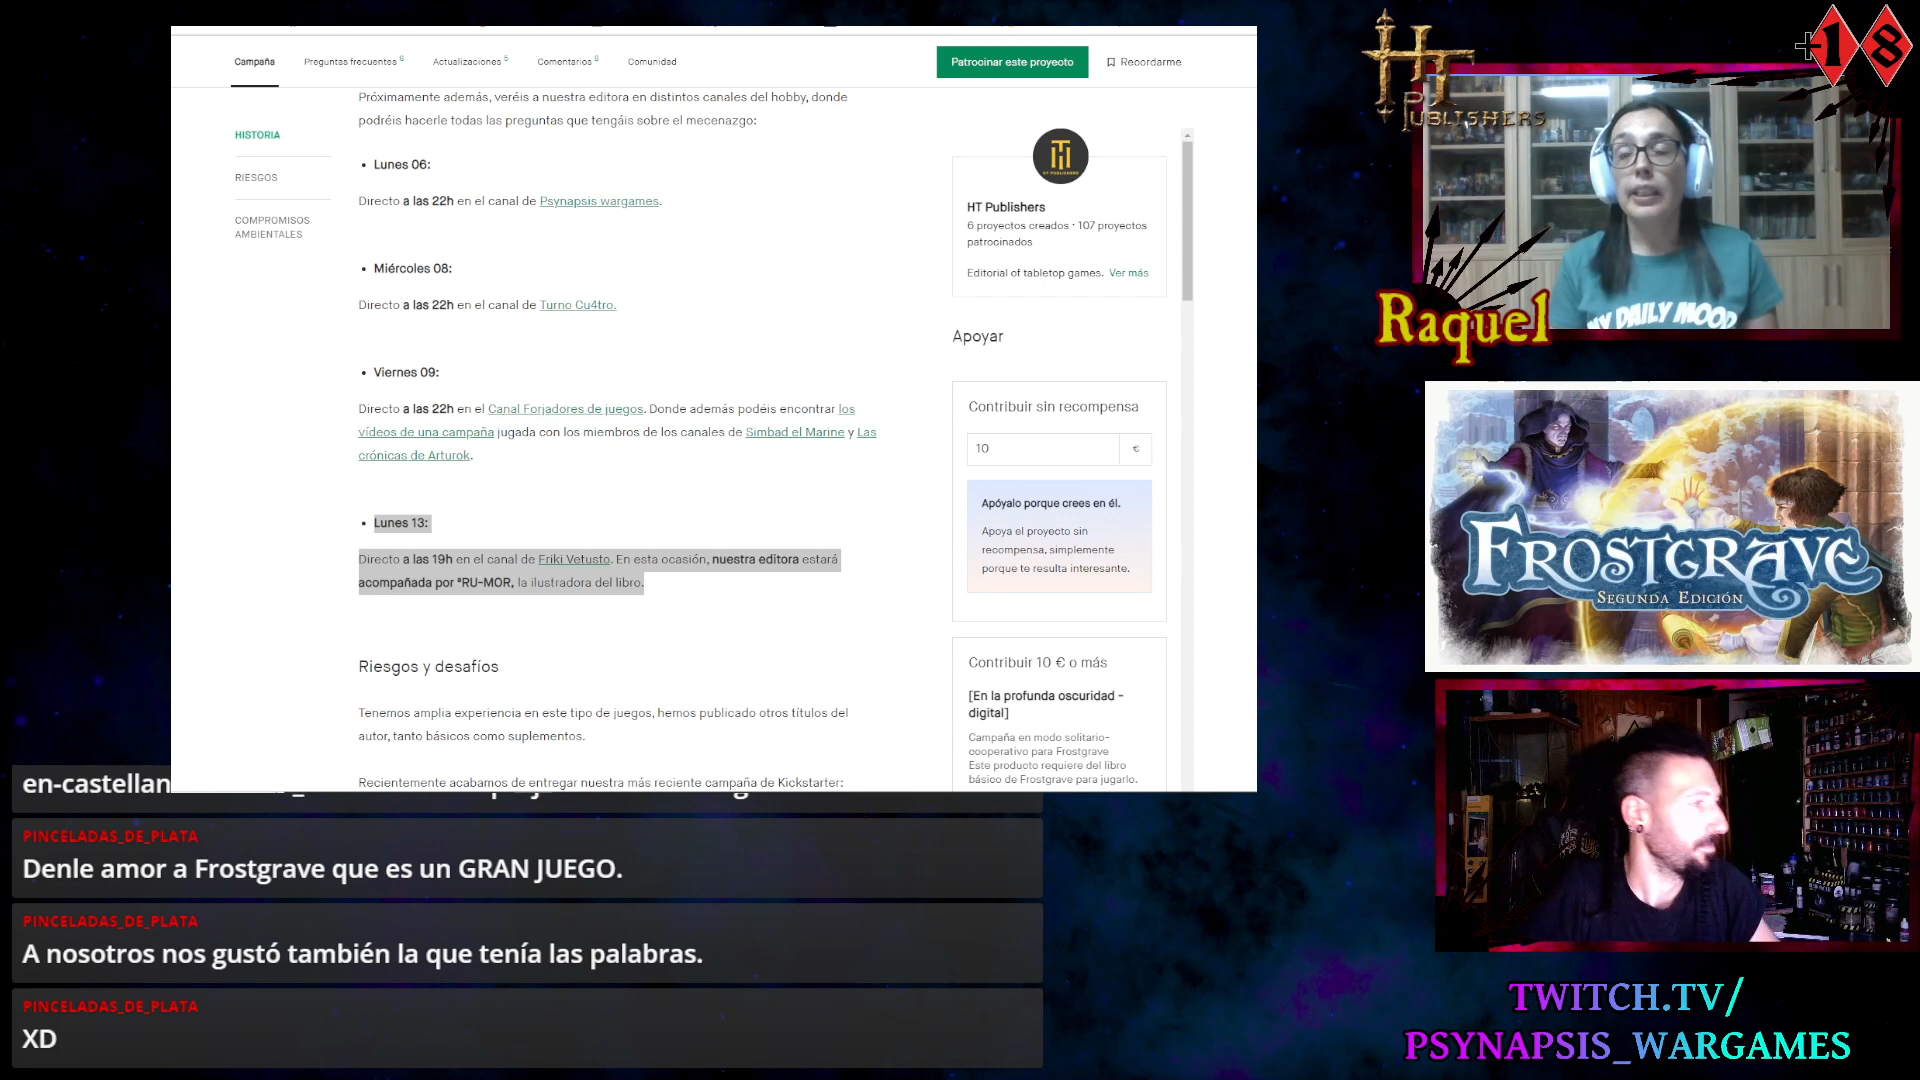 Campaña
Preguntas frecuentes 6
Actualizaciones 5
Comentarios 8
Comunidad
Patrocinar este proyecto
Recordarme
HISTORIA
RIESGOS
COMPROMISOS
AMBIENTALES
Próximamente además, veréis a nuestra editora en distintos canales del hobby, donde
podréis hacerle todas las preguntas que tengáis sobre el mecenazgo:
• Lunes 06:
Directo a las 22h en el canal de Psynapsis wargames.
• Miércoles 08:
Directo a las 22h en el canal de Turno Cu4tro.
• Viernes 09:
Directo a las 22h en el Canal Forjadores de juegos. Donde además podéis encontrar los
vídeos de una campaña jugada con los miembros de los canales de Simbad el Marine y Las
crónicas de Arturok.
• Lunes 13:
Directo a las 19h en el canal de Friki Vetusto. En esta ocasión, nuestra editora estará
acompañada por ªRU-MOR, la ilustradora del libro.
Riesgos y desafíos
Tenemos amplia experiencia en este tipo de juegos, hemos publicado otros títulos del
autor, tanto básicos como suplementos.
Recientemente acabamos de entregar nuestra más reciente campaña de Kickstarter:
HT PUBLISHERS
HT Publishers
6 proyectos creados · 107 proyectos
patrocinados
Editorial of tabletop games. Ver más
Apoyar
Contribuir sin recompensa
10 €
Apóyalo porque crees en él.
Apoya el proyecto sin
recompensa, simplemente
porque te resulta interesante.
Contribuir 10 € o más
[En la profunda oscuridad -
digital]
Campaña en modo solitario-
cooperativo para Frostgrave
Este producto requiere del libro
básico de Frostgrave para jugarlo.
HT
PUBLISHERS
+18
MY DAILY MOOD
Raquel
FROSTGRAVE
SEGUNDA EDICIÓN
en-castellan
PINCELADAS_DE_PLATA
Denle amor a Frostgrave que es un GRAN JUEGO.
PINCELADAS_DE_PLATA
A nosotros nos gustó también la que tenía las palabras.
PINCELADAS_DE_PLATA
XD
TWITCH.TV/
PSYNAPSIS_WARGAMES